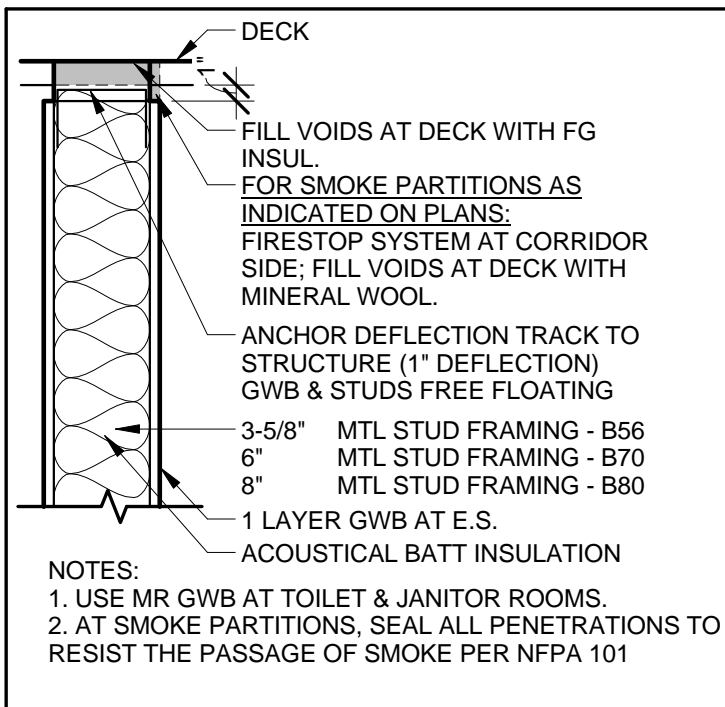 DECK
1"
FILL VOIDS AT DECK WITH FG
INSUL.
FOR SMOKE PARTITIONS AS
INDICATED ON PLANS:
FIRESTOP SYSTEM AT CORRIDOR
SIDE; FILL VOIDS AT DECK WITH
MINERAL WOOL.
ANCHOR DEFLECTION TRACK TO
STRUCTURE (1" DEFLECTION)
GWB & STUDS FREE FLOATING
3-5/8" MTL STUD FRAMING - B56
6" MTL STUD FRAMING - B70
8" MTL STUD FRAMING - B80
1 LAYER GWB AT E.S.
ACOUSTICAL BATT INSULATION
NOTES:
1. USE MR GWB AT TOILET & JANITOR ROOMS.
2. AT SMOKE PARTITIONS, SEAL ALL PENETRATIONS TO
RESIST THE PASSAGE OF SMOKE PER NFPA 101